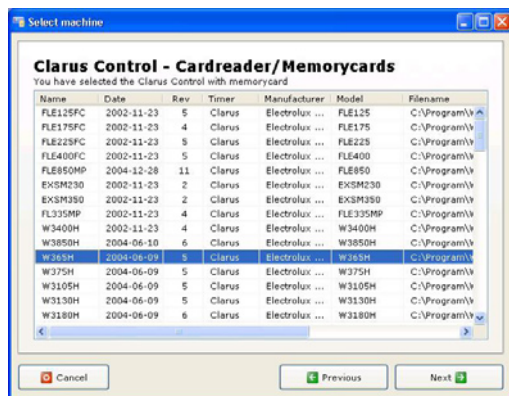 Select machine
Clarus Control - Cardreader/Memorycards
You have selected the Clarus Control with memorycard
Name Date Rev Timer Manufacturer Model Filename
FLE125FC 2002-11-23 5 Clarus Electrolux ... FLE125 C:\Program\V
FLE175FC 2002-11-23 4 Clarus Electrolux ... FLE175 C:\Program\V
FLE225FC 2002-11-23 5 Clarus Electrolux ... FLE225 C:\Program\V
FLE400FC 2002-11-23 5 Clarus Electrolux ... FLE400 C:\Program\V
FLE850MP 2004-12-28 11 Clarus Electrolux ... FLE850 C:\Program\V
EXSM230 2002-11-23 2 Clarus Electrolux ... EXSM230 C:\Program\V
EXSM350 2002-11-23 2 Clarus Electrolux ... EXSM350 C:\Program\V
FL335MP 2002-11-23 4 Clarus Electrolux ... FLE335MP C:\Program\V
W3400H 2002-11-23 4 Clarus Electrolux ... W3400H C:\Program\V
W3850H 2004-06-10 6 Clarus Electrolux ... W3850H C:\Program\V
W365H 2004-06-09 5 Clarus Electrolux ... W365H C:\Program\V
W375H 2004-06-09 5 Clarus Electrolux ... W375H C:\Program\V
W3105H 2004-06-09 5 Clarus Electrolux ... W3105H C:\Program\V
W3130H 2004-06-09 5 Clarus Electrolux ... W3130H C:\Program\V
W3180H 2004-06-09 6 Clarus Electrolux ... W3180H C:\Program\V
Cancel Previous Next